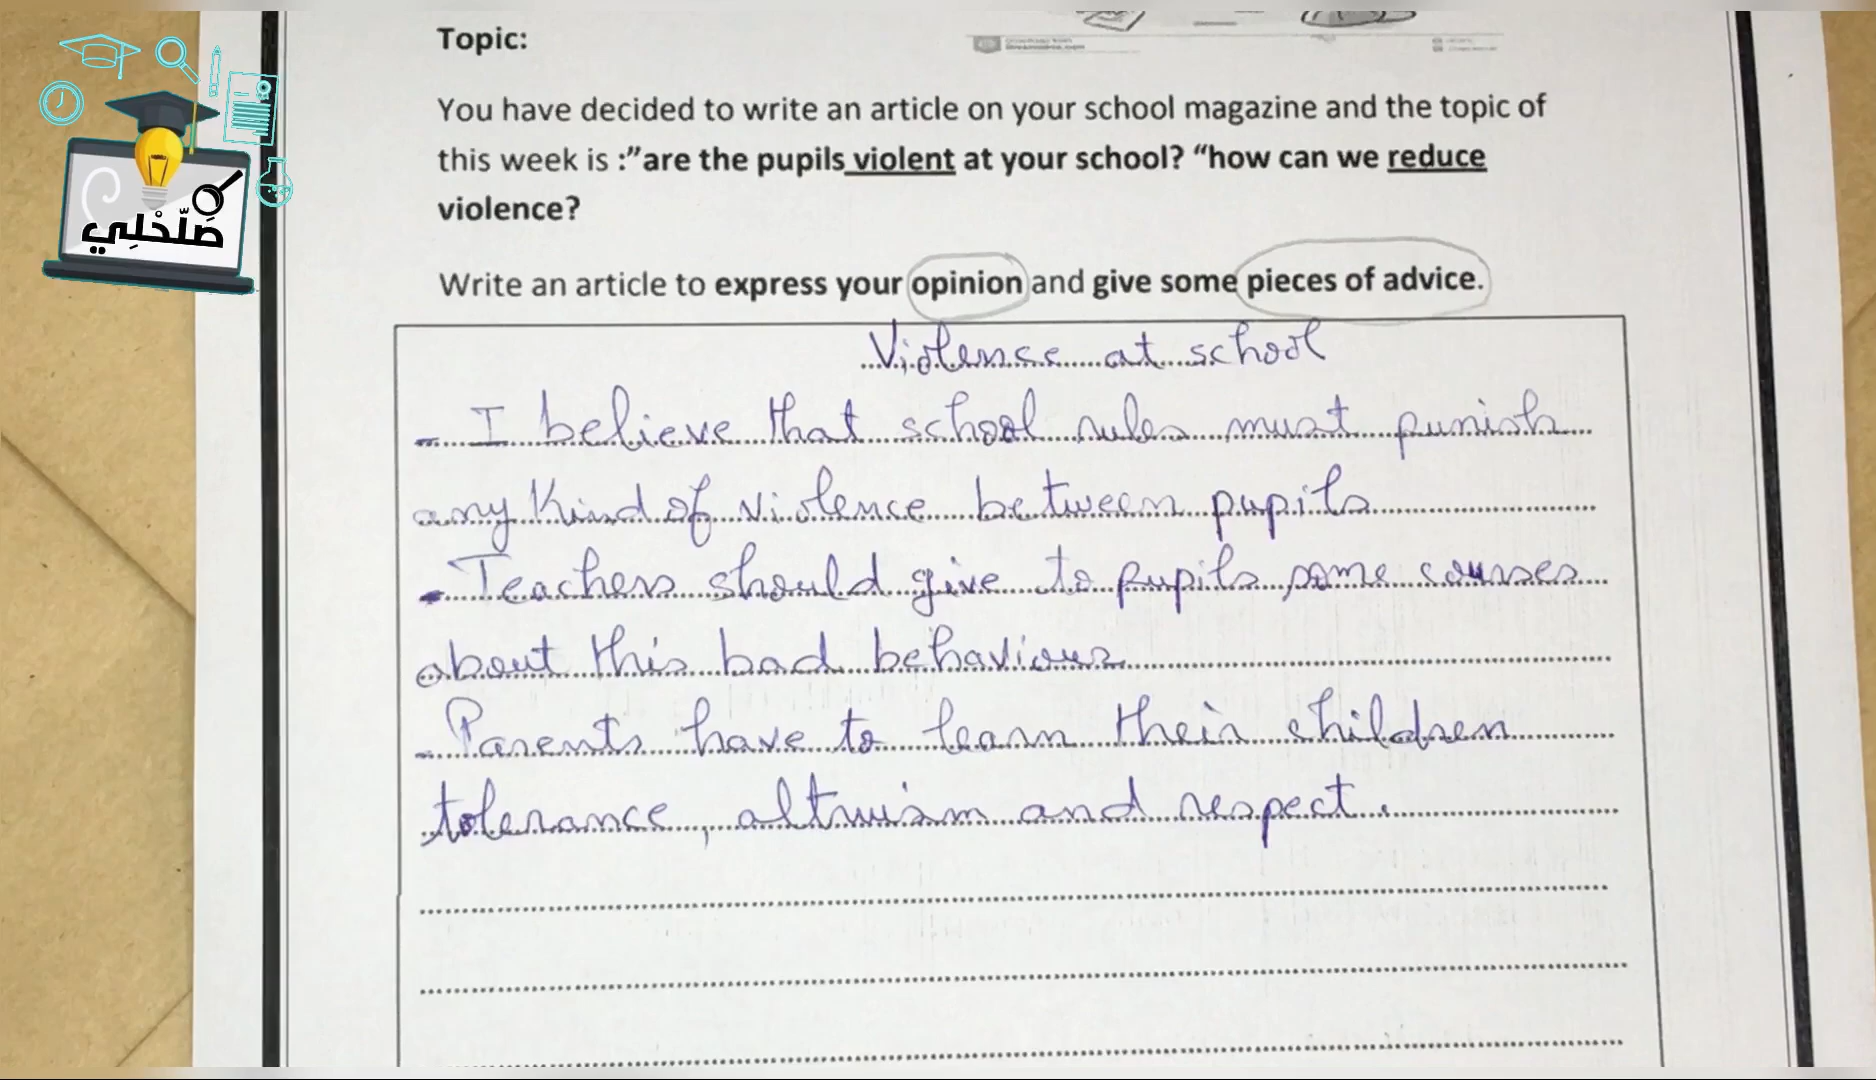 Topic:
You have decided to write an article on your school magazine and the topic of
this week is :”are the pupils violent at your school? “how can we reduce
violence?
Write an article to express your opinion and give some pieces of advice.
صَلّحْلِي
Violence at school
- I believe that school rules must punish
any kind of violence between pupils
- Teachers should give to pupils some courses
about this bad behaviour
- Parents have to learn their children
tolerance, altruism and respect.